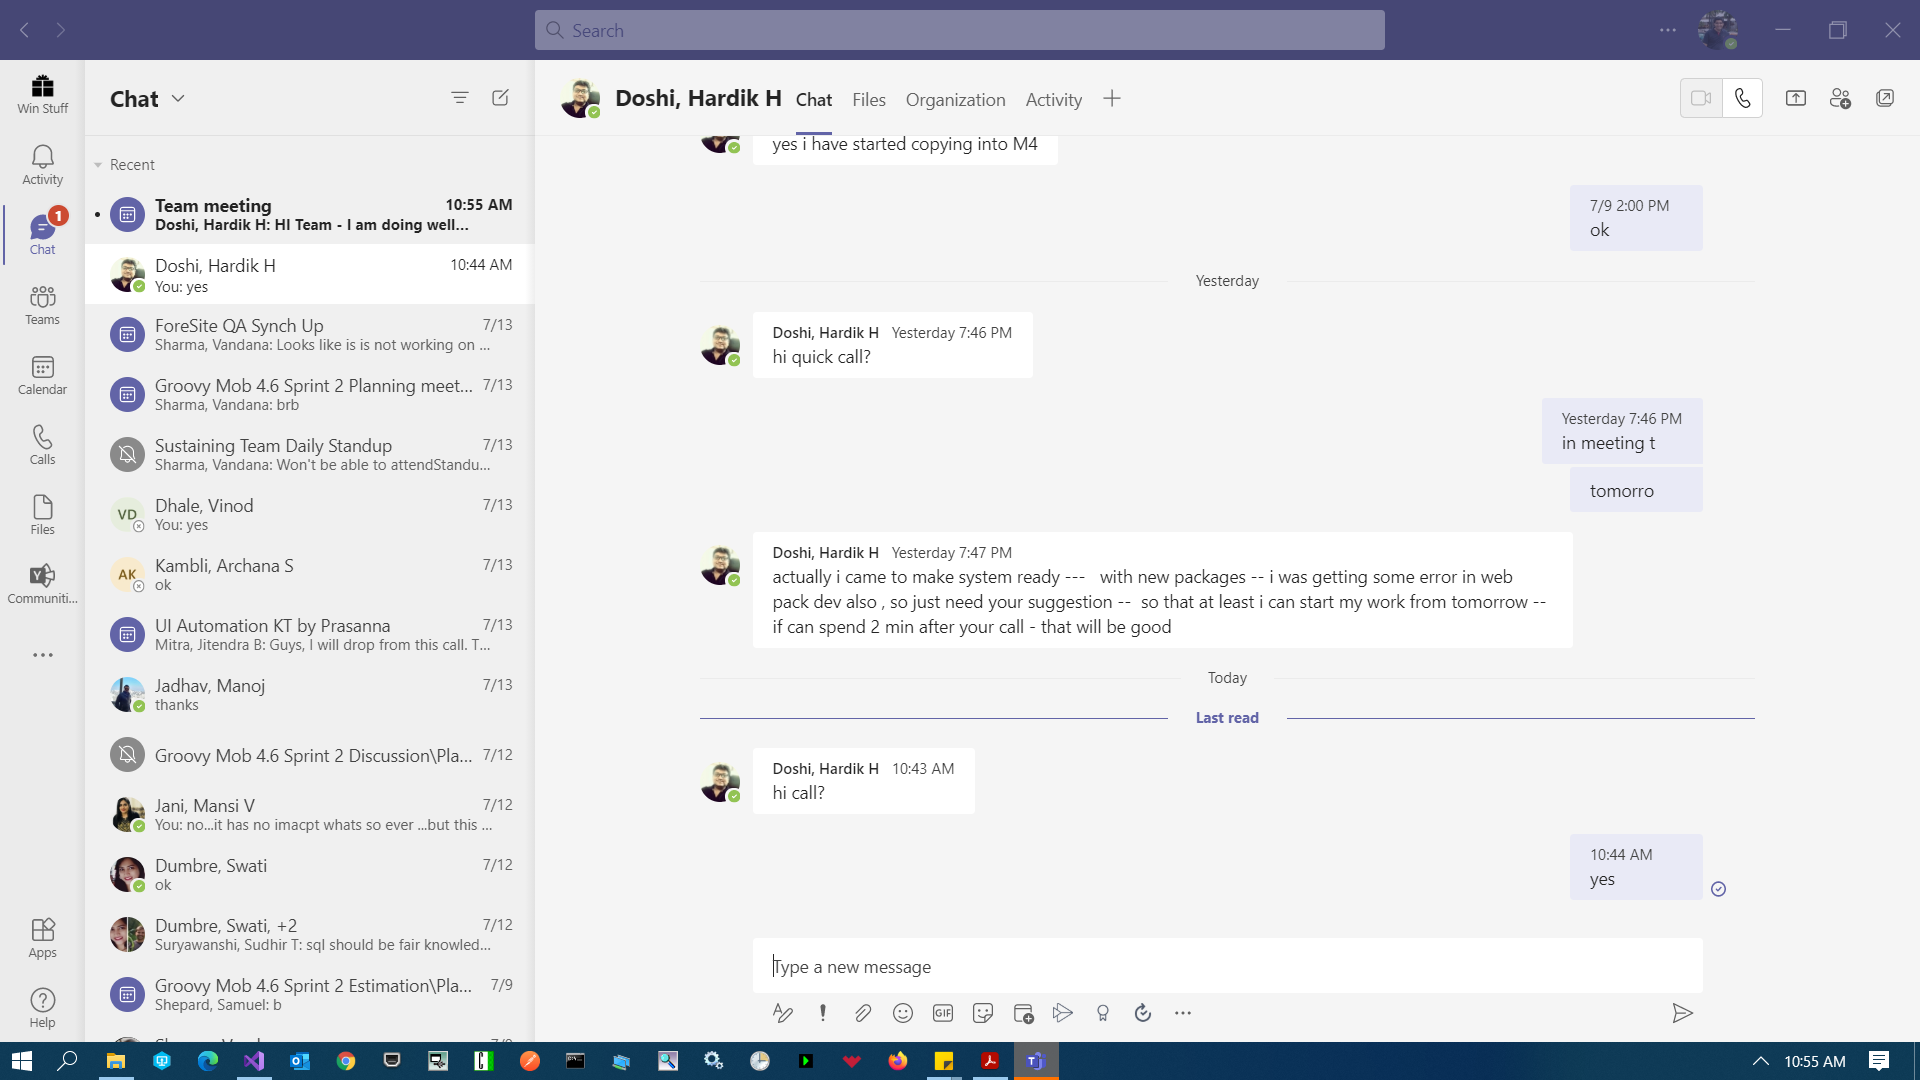 Search
Win Stuff
Activity
1
Chat
Teams
Calendar
Calls
Files
Communiti...
Apps
Help
Chat
Recent
Team meeting 10:55 AM
Doshi, Hardik H: HI Team - I am doing well...
Doshi, Hardik H 10:44 AM
You: yes
ForeSite QA Synch Up 7/13
Sharma, Vandana: Looks like is is not working on ...
Groovy Mob 4.6 Sprint 2 Planning meet... 7/13
Sharma, Vandana: brb
Sustaining Team Daily Standup 7/13
Sharma, Vandana: Won't be able to attendStandu...
VD
Dhale, Vinod 7/13
You: yes
AK
Kambli, Archana S 7/13
ok
UI Automation KT by Prasanna 7/13
Mitra, Jitendra B: Guys, I will drop from this call. T...
Jadhav, Manoj 7/13
thanks
Groovy Mob 4.6 Sprint 2 Discussion\Pla... 7/12
Jani, Mansi V 7/12
You: no...it has no imacpt whats so ever ...but this ...
Dumbre, Swati 7/12
ok
Dumbre, Swati, +2 7/12
Suryawanshi, Sudhir T: sql should be fair knowled...
Groovy Mob 4.6 Sprint 2 Estimation\Pla... 7/9
Shepard, Samuel: b
Doshi, Hardik H Chat Files Organization Activity
yes i have started copying into M4
7/9 2:00 PM
ok
Yesterday
Doshi, Hardik H Yesterday 7:46 PM
hi quick call?
Yesterday 7:46 PM
in meeting t
tomorro
Doshi, Hardik H Yesterday 7:47 PM
actually i came to make system ready --- with new packages -- i was getting some error in web
pack dev also , so just need your suggestion -- so that at least i can start my work from tomorrow --
if can spend 2 min after your call - that will be good
Today
Last read
Doshi, Hardik H 10:43 AM
hi call?
10:44 AM
yes
Type a new message
GIF
10:55 AM